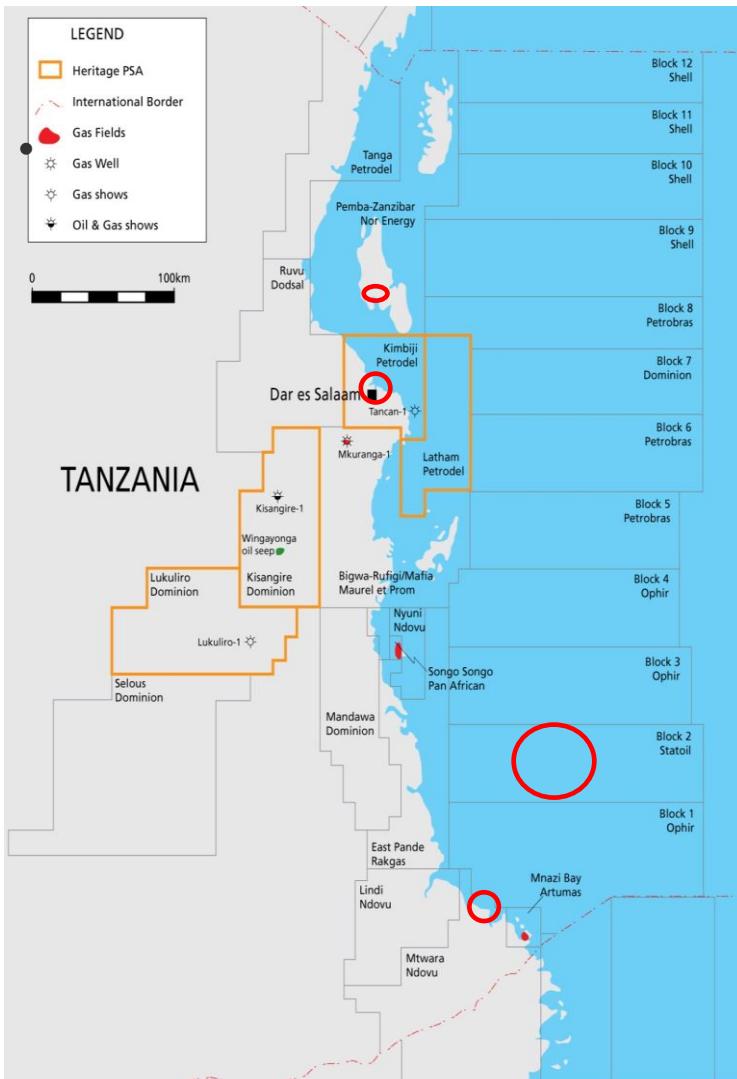 LEGEND
Heritage PSA
International Border
Gas Fields
Gas Well
Gas shows
Oil & Gas shows
0
100km
Block 12
Shell
Block 11
Shell
Tanga
Petrodel
Block 10
Shell
Pemba-Zanzibar
Nor Energy
Block 9
Shell
Ruvu
Dodsal
Block 8
Petrobras
Kimbiji
Petrodel
Block 7
Dominion
Dar es Salaam
Tancan-1
Block 6
Petrobras
Mkuranga-1
Latham
Petrodel
TANZANIA
Kisangire-1
Block 5
Petrobras
Wingayonga
oil seep
Lukuliro
Dominion
Kisangire
Dominion
Bigwa-Rufigi/Mafia
Maurel et Prom
Block 4
Ophir
Nyuni
Ndovu
Lukuliro-1
Songo Songo
Pan African
Block 3
Ophir
Selous
Dominion
Mandawa
Dominion
Block 2
Statoil
Block 1
Ophir
East Pande
Rakgas
Lindi
Ndovu
Mnazi Bay
Artumas
Mtwara
Ndovu